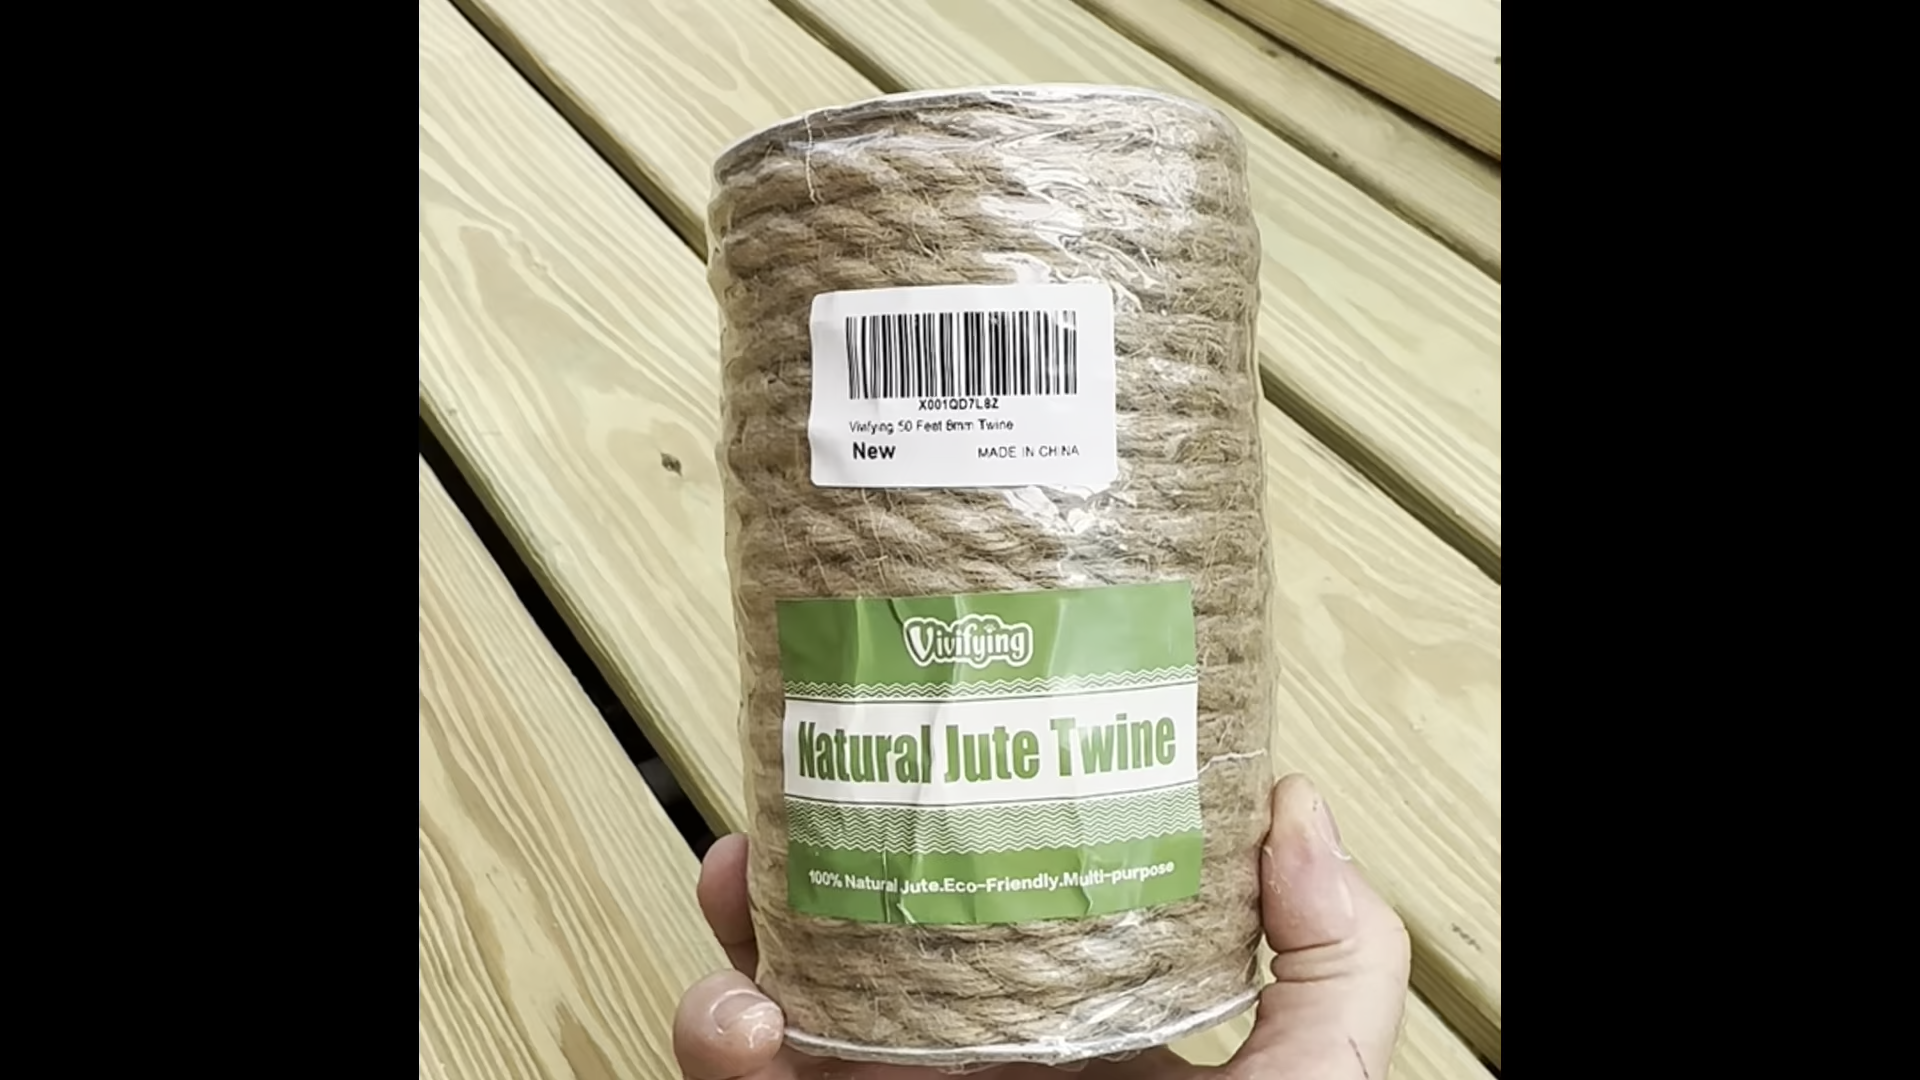 X001QD7L8Z
Vivifying 50 Feet 8mm Twine
New
MADE IN CHINA
Vivifying
Natural Jute Twine
100% Natural Jute.Eco-Friendly.Multi-purpose